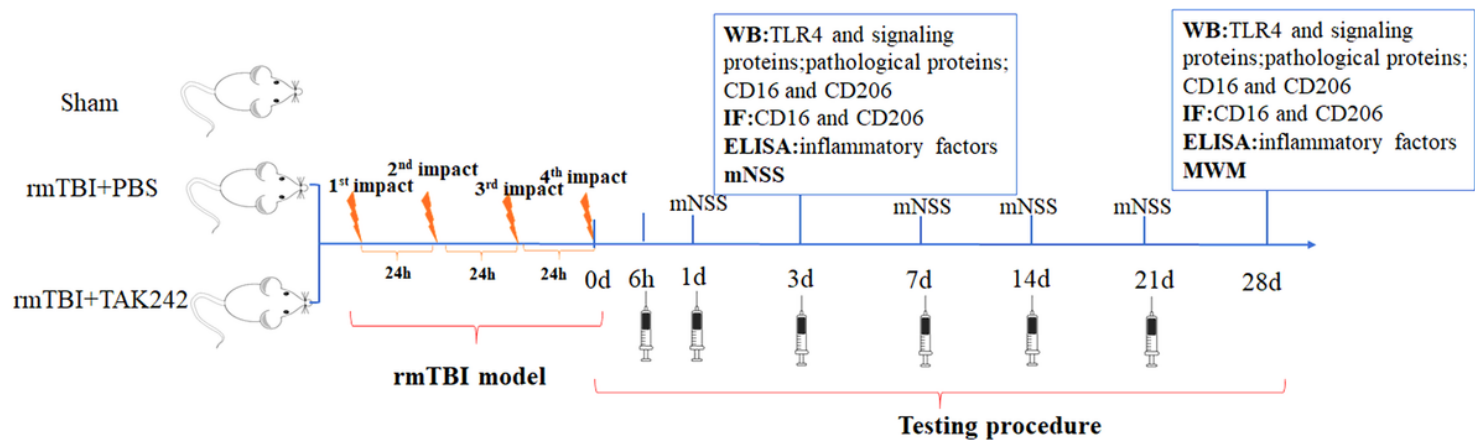 WB:TLR4 and signaling
proteins;pathological proteins;
CD16 and CD206
IF:CD16 and CD206
ELISA:inflammatory factors
mNSS
WB:TLR4 and signaling
proteins;pathological proteins;
CD16 and CD206
IF:CD16 and CD206
ELISA:inflammatory factors
MWM
Sham
rmTBI+PBS
rmTBI+TAK242
1st impact
2nd impact
3rd impact
4th impact
24h
24h
24h
mNSS
mNSS
mNSS
mNSS
0d
6h
1d
3d
7d
14d
21d
28d
rmTBI model
Testing procedure